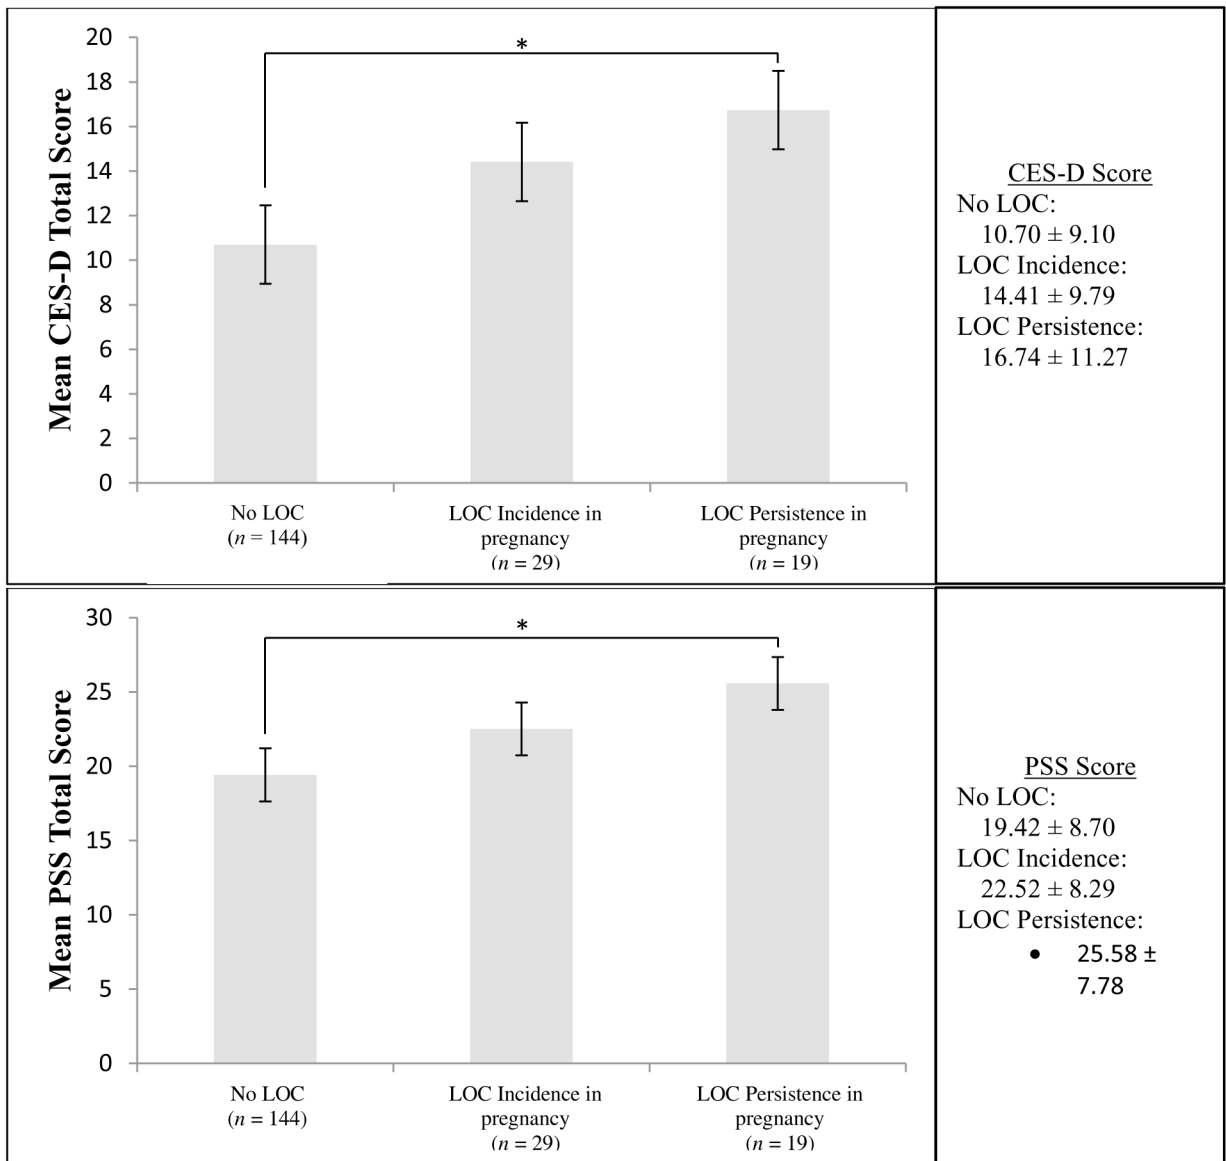 Mean CES-D Total Score
20
18
16
14
12
10
8
6
4
2
0
*
No LOC
(n = 144)
LOC Incidence in
pregnancy
(n = 29)
LOC Persistence in
pregnancy
(n = 19)
CES-D Score
No LOC:
10.70 ± 9.10
LOC Incidence:
14.41 ± 9.79
LOC Persistence:
16.74 ± 11.27
Mean PSS Total Score
30
25
20
15
10
5
0
*
No LOC
(n = 144)
LOC Incidence in
pregnancy
(n = 29)
LOC Persistence in
pregnancy
(n = 19)
PSS Score
No LOC:
19.42 ± 8.70
LOC Incidence:
22.52 ± 8.29
LOC Persistence:
• 25.58 ±
7.78